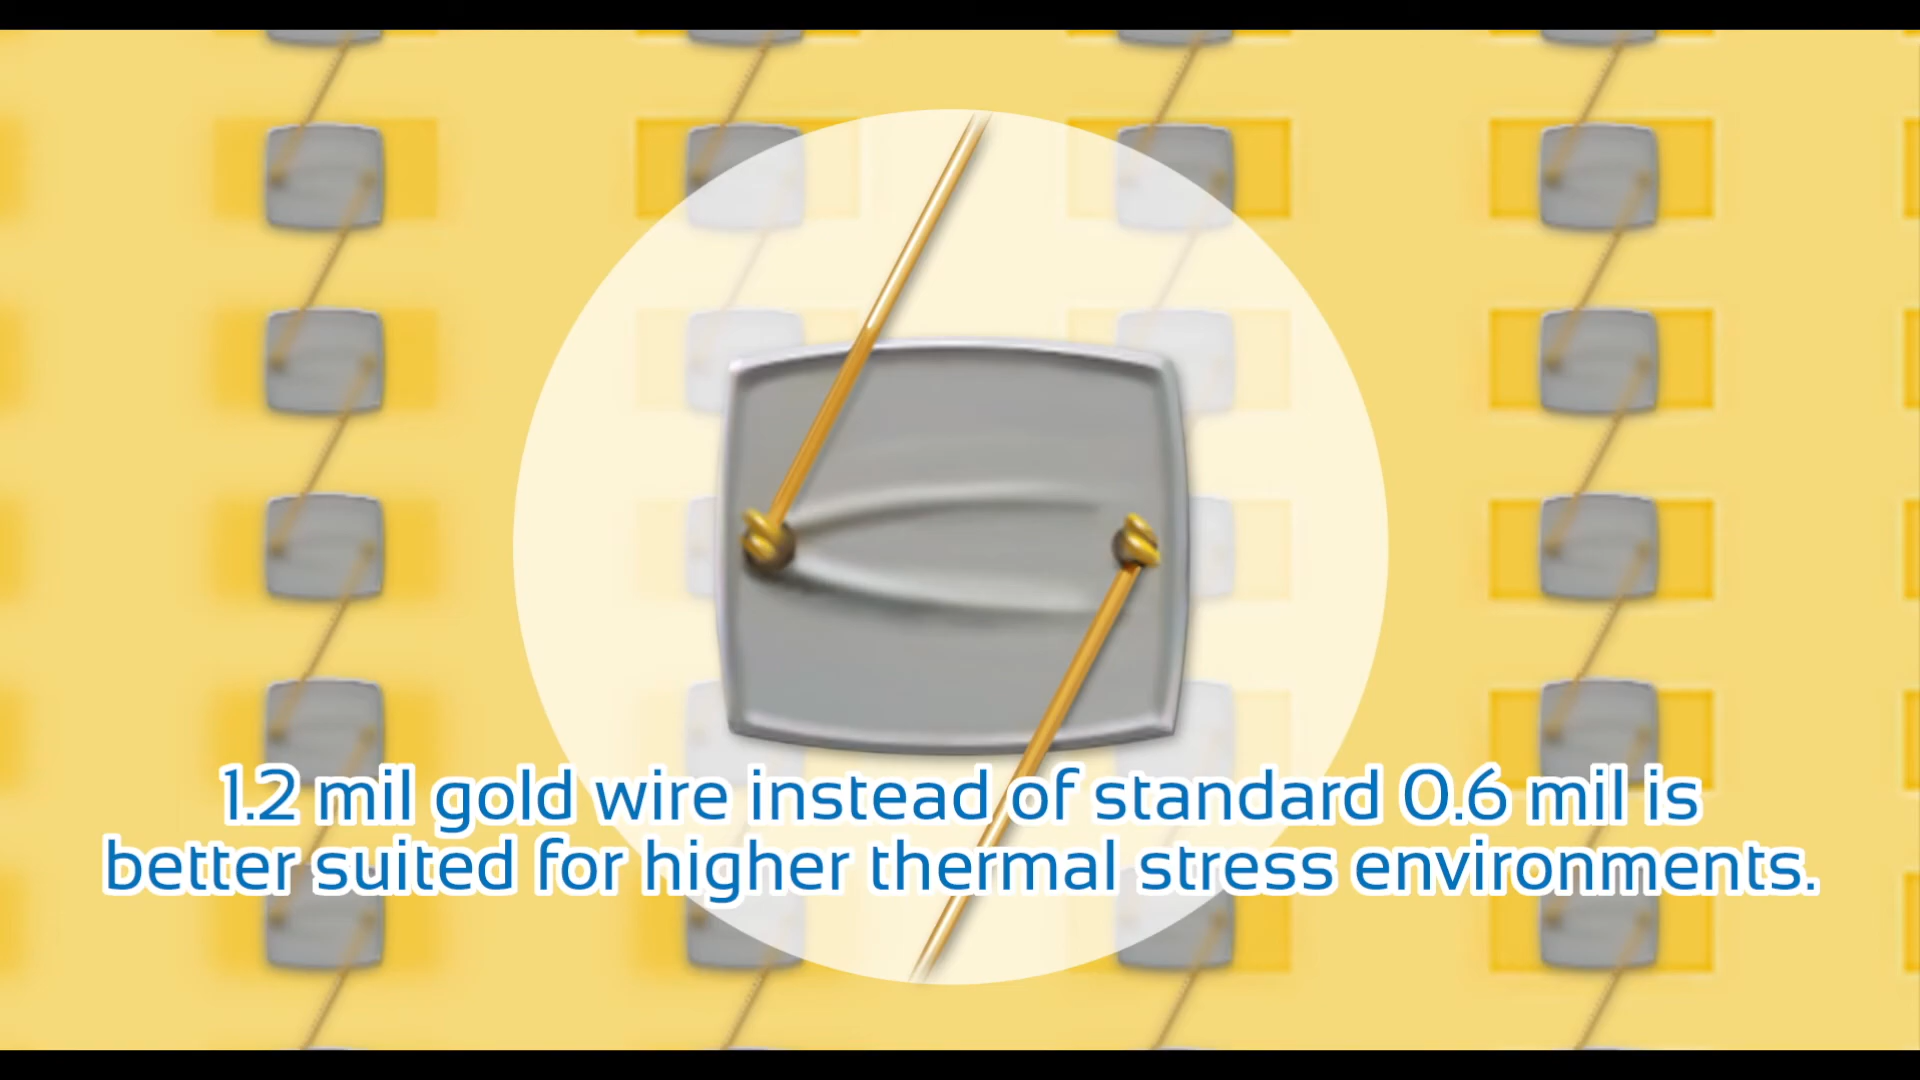 1.2 mil gold wire instead of standard 0.6 mil is
better suited for higher thermal stress environments.